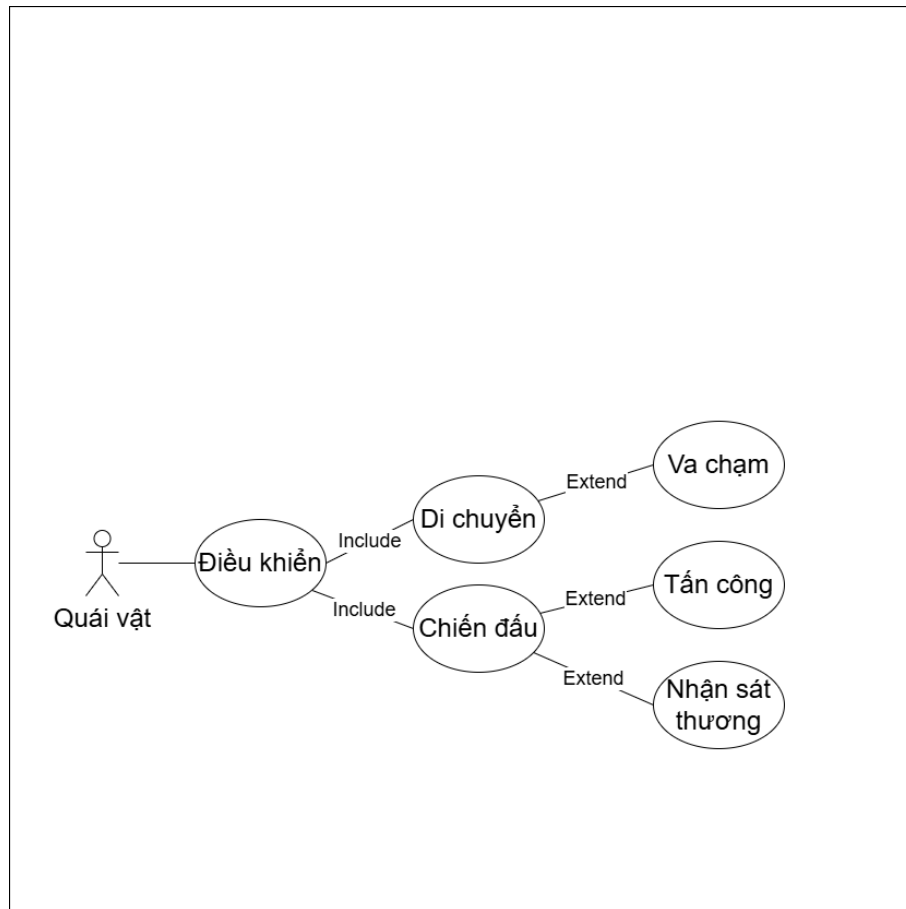 Va chạm
Extend
Di chuyển
Include
Điều khiển
Tấn công
Extend
Include
Chiến đấu
Quái vật
Extend
Nhận sát
thương